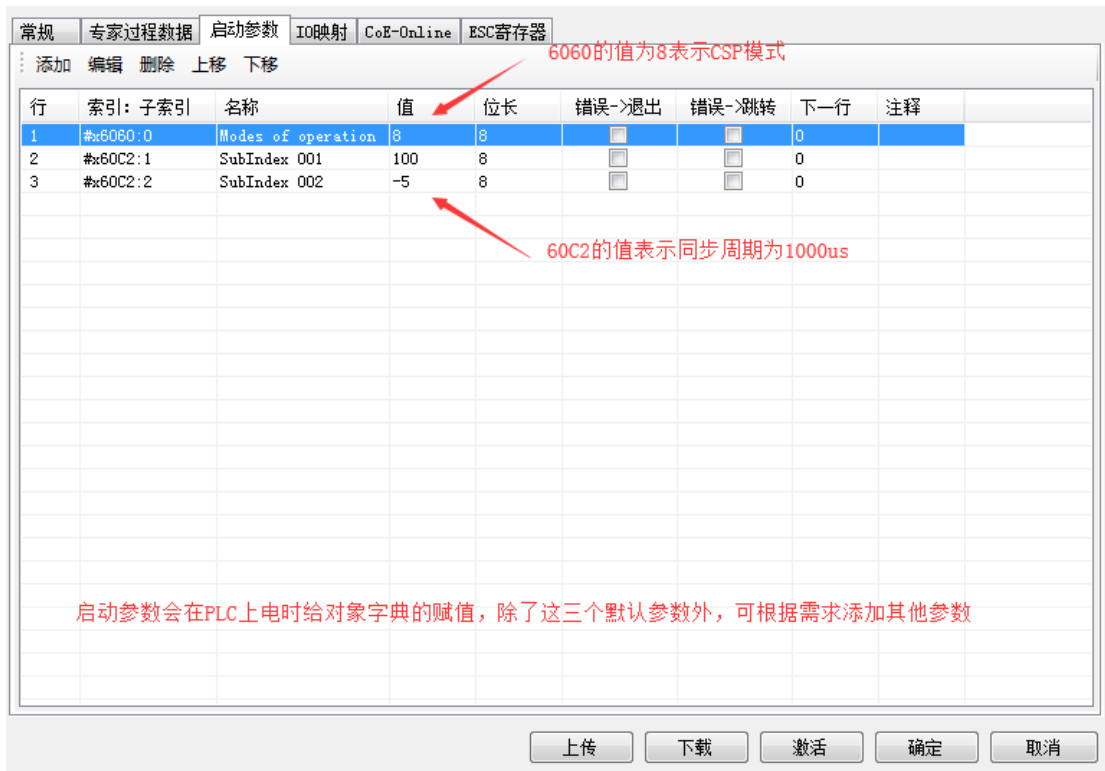 常规 专家过程数据 启动参数 IO映射 CoE-Online ESC寄存器
6060的值为8表示CSP模式
添加 编辑 删除 上移 下移
行 索引: 子索引 名称 值 位长 错误->退出 错误->跳转 下一行 注释
1 #x6060:0 Modes of operation 8 8 0
2 #x60C2:1 SubIndex 001 100 8 0
3 #x60C2:2 SubIndex 002 -5 8 0
60C2的值表示同步周期为1000us
启动参数会在PLC上电时给对象字典的赋值，除了这三个默认参数外，可根据需求添加其他参数
上传 下载 激活 确定 取消